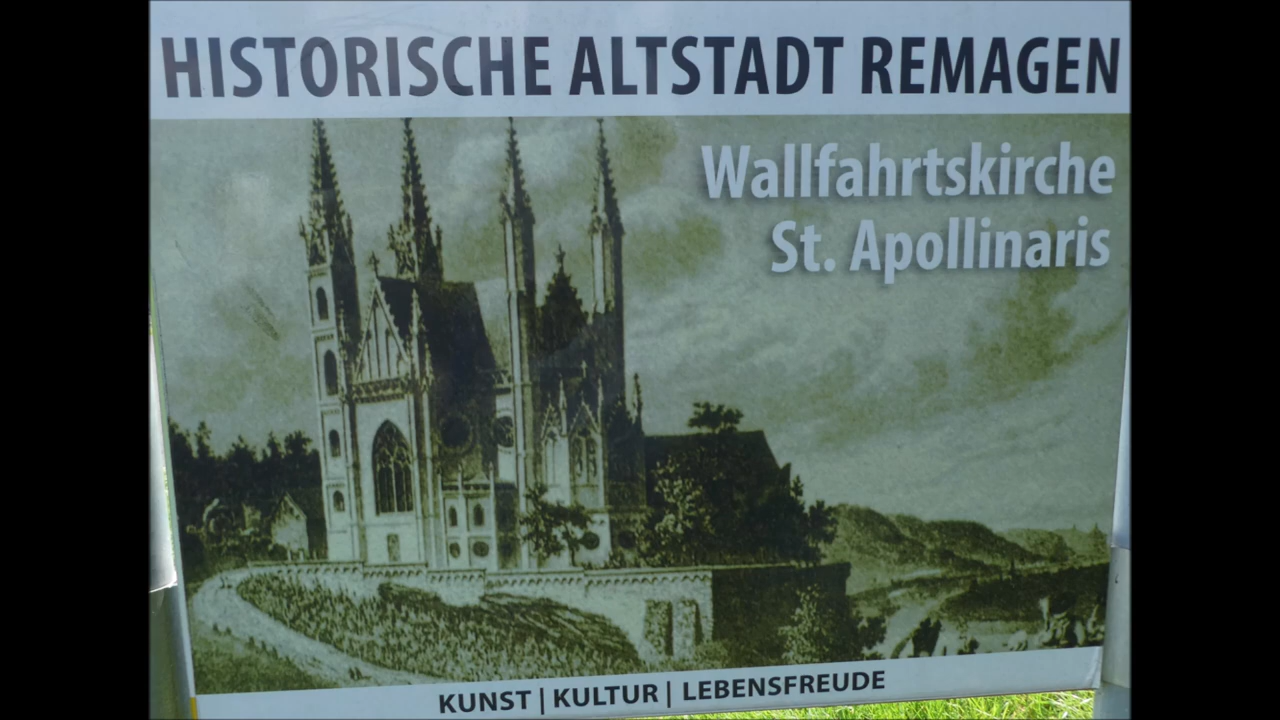 HISTORISCHE ALTSTADT REMAGEN
Wallfahrtskirche
St. Apollinaris
KUNST | KULTUR | LEBENSFREUDE